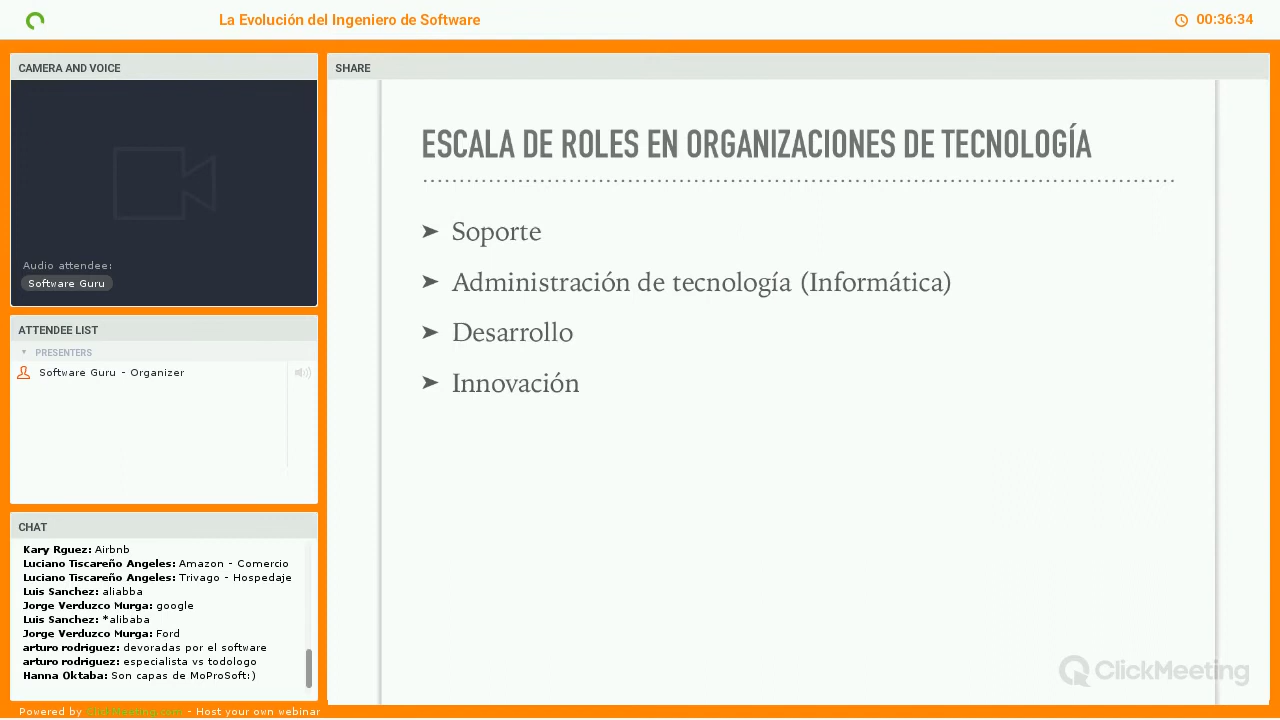 La Evolución del Ingeniero de Software
00:36:34
CAMERA AND VOICE
Audio attendee:
Software Guru
ATTENDEE LIST
PRESENTERS
Software Guru - Organizer
CHAT
Kary Rguez: Airbnb
Luciano Tiscareño Angeles: Amazon - Comercio
Luciano Tiscareño Angeles: Trivago - Hospedaje
Luis Sanchez: aliabba
Jorge Verduzco Murga: google
Luis Sanchez: *alibaba
Jorge Verduzco Murga: Ford
arturo rodriguez: devoradas por el software
arturo rodriguez: especialista vs todologo
Hanna Oktaba: Son capas de MoProSoft:)
Powered by ClickMeeting.com - Host your own webinar
SHARE
ESCALA DE ROLES EN ORGANIZACIONES DE TECNOLOGÍA
➤ Soporte
➤ Administración de tecnología (Informática)
➤ Desarrollo
➤ Innovación
ClickMeeting